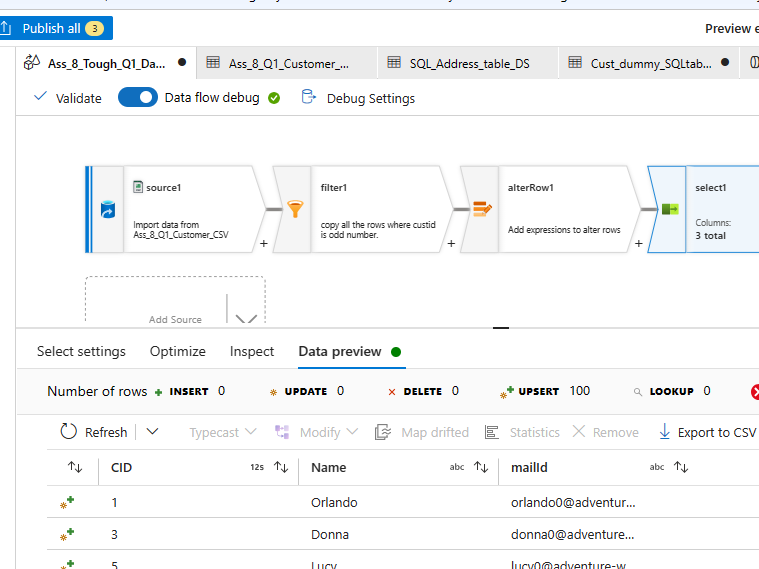 Publish all 3
Preview e
Ass_8_Tough_Q1_Da... Ass_8_Q1_Customer_... SQL_Address_table_DS Cust_dummy_SQLtab...
Validate Data flow debug Debug Settings
source1 filter1 alterRow1 select1
Import data from
Ass_8_Q1_Customer_CSV
+
copy all the rows where custid
is odd number.
+
Add expressions to alter rows
+
Columns:
3 total
Add Source
Select settings Optimize Inspect Data preview
Number of rows INSERT 0 UPDATE 0 DELETE 0 UPSERT 100 LOOKUP 0
Refresh Typecast Modify Map drifted Statistics Remove Export to CSV
CID 12s Name abc mailId abc
1 Orlando orlando0@adventur...
3 Donna donna0@adventure...
5 Lucy lucy0@adventure-w